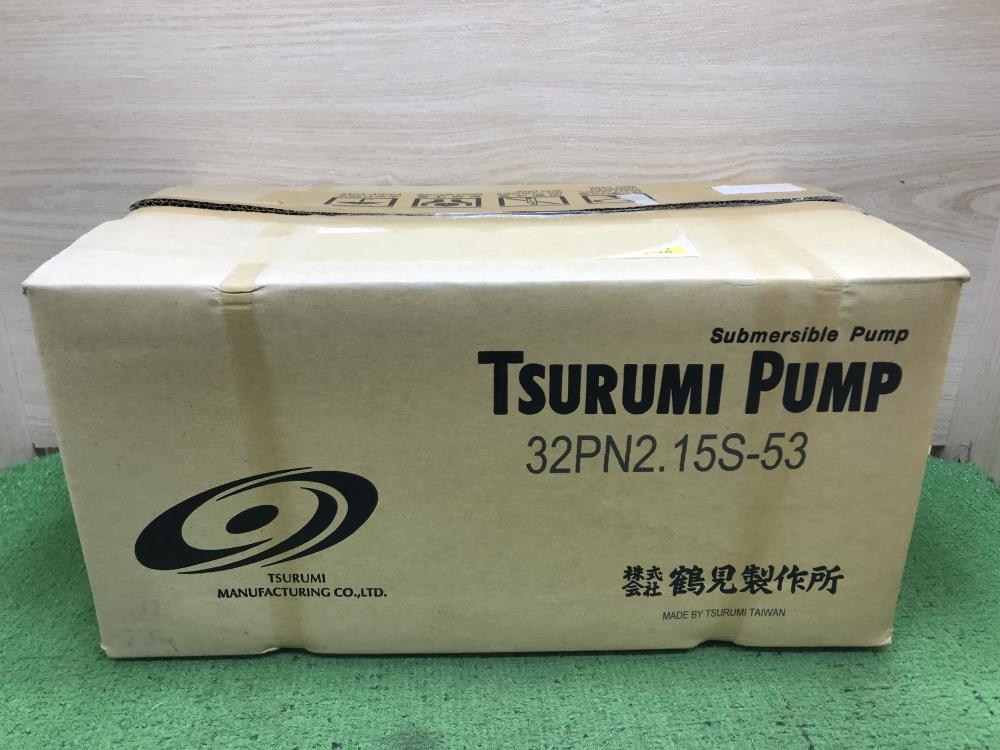 Submersible Pump
TSURUMI PUMP
32PN2.15S-53
TSURUMI
MANUFACTURING CO.,LTD.
株式会社 鶴見製作所
MADE BY TSURUMI TAIWAN